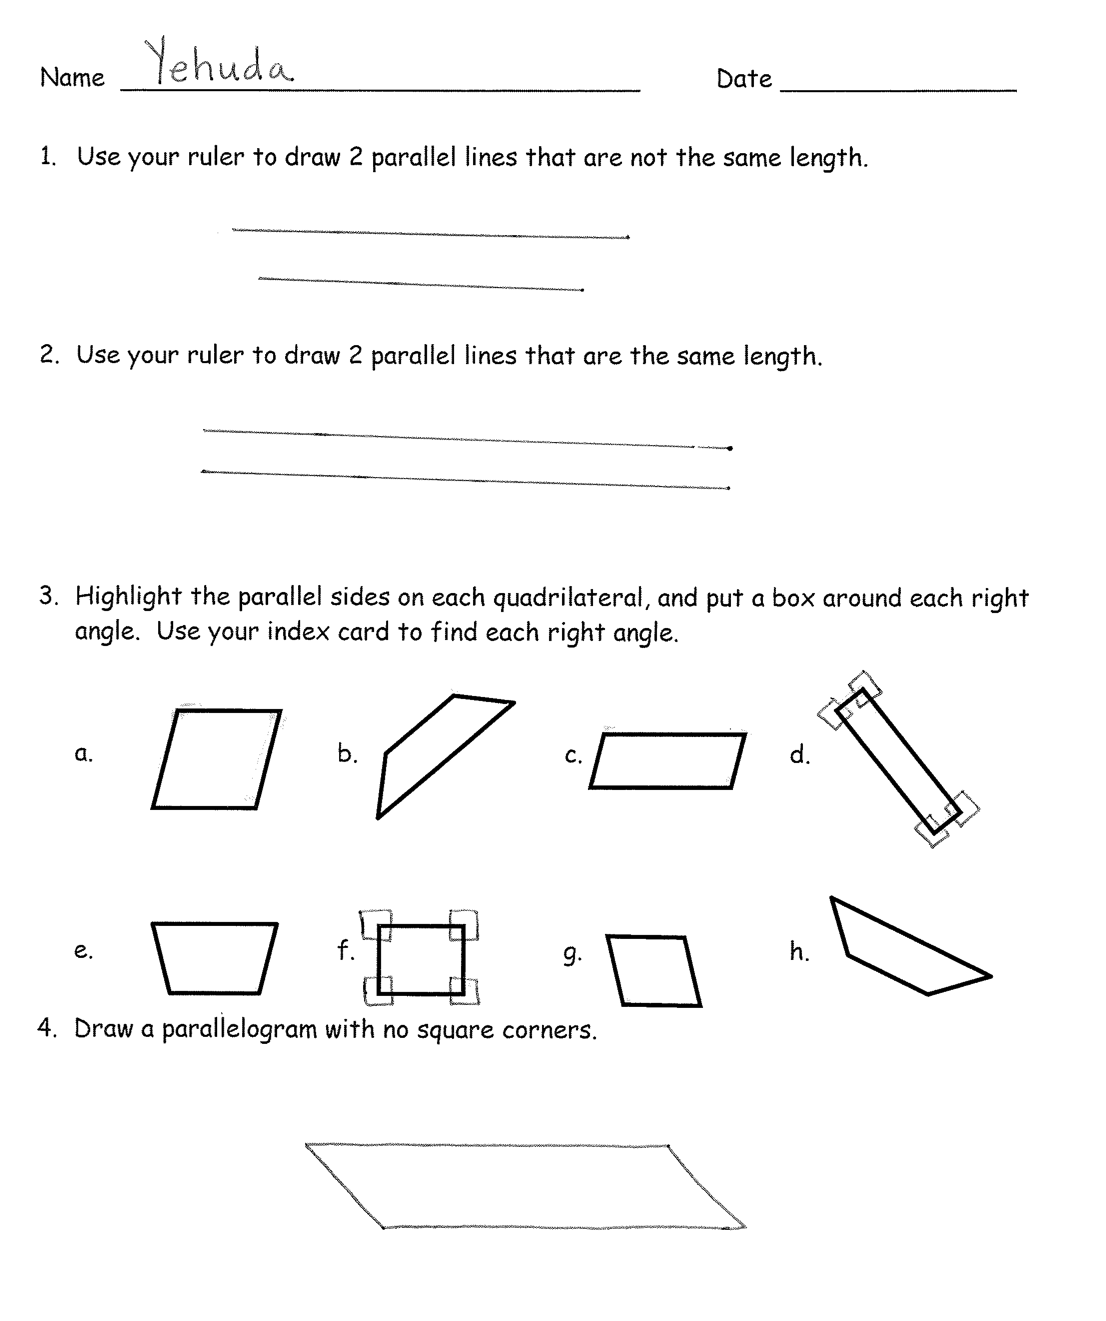 Name Yehuda Date
1. Use your ruler to draw 2 parallel lines that are not the same length.
2. Use your ruler to draw 2 parallel lines that are the same length.
3. Highlight the parallel sides on each quadrilateral, and put a box around each right
angle. Use your index card to find each right angle.
a. b. c. d.
e. f. g. h.
4. Draw a parallelogram with no square corners.